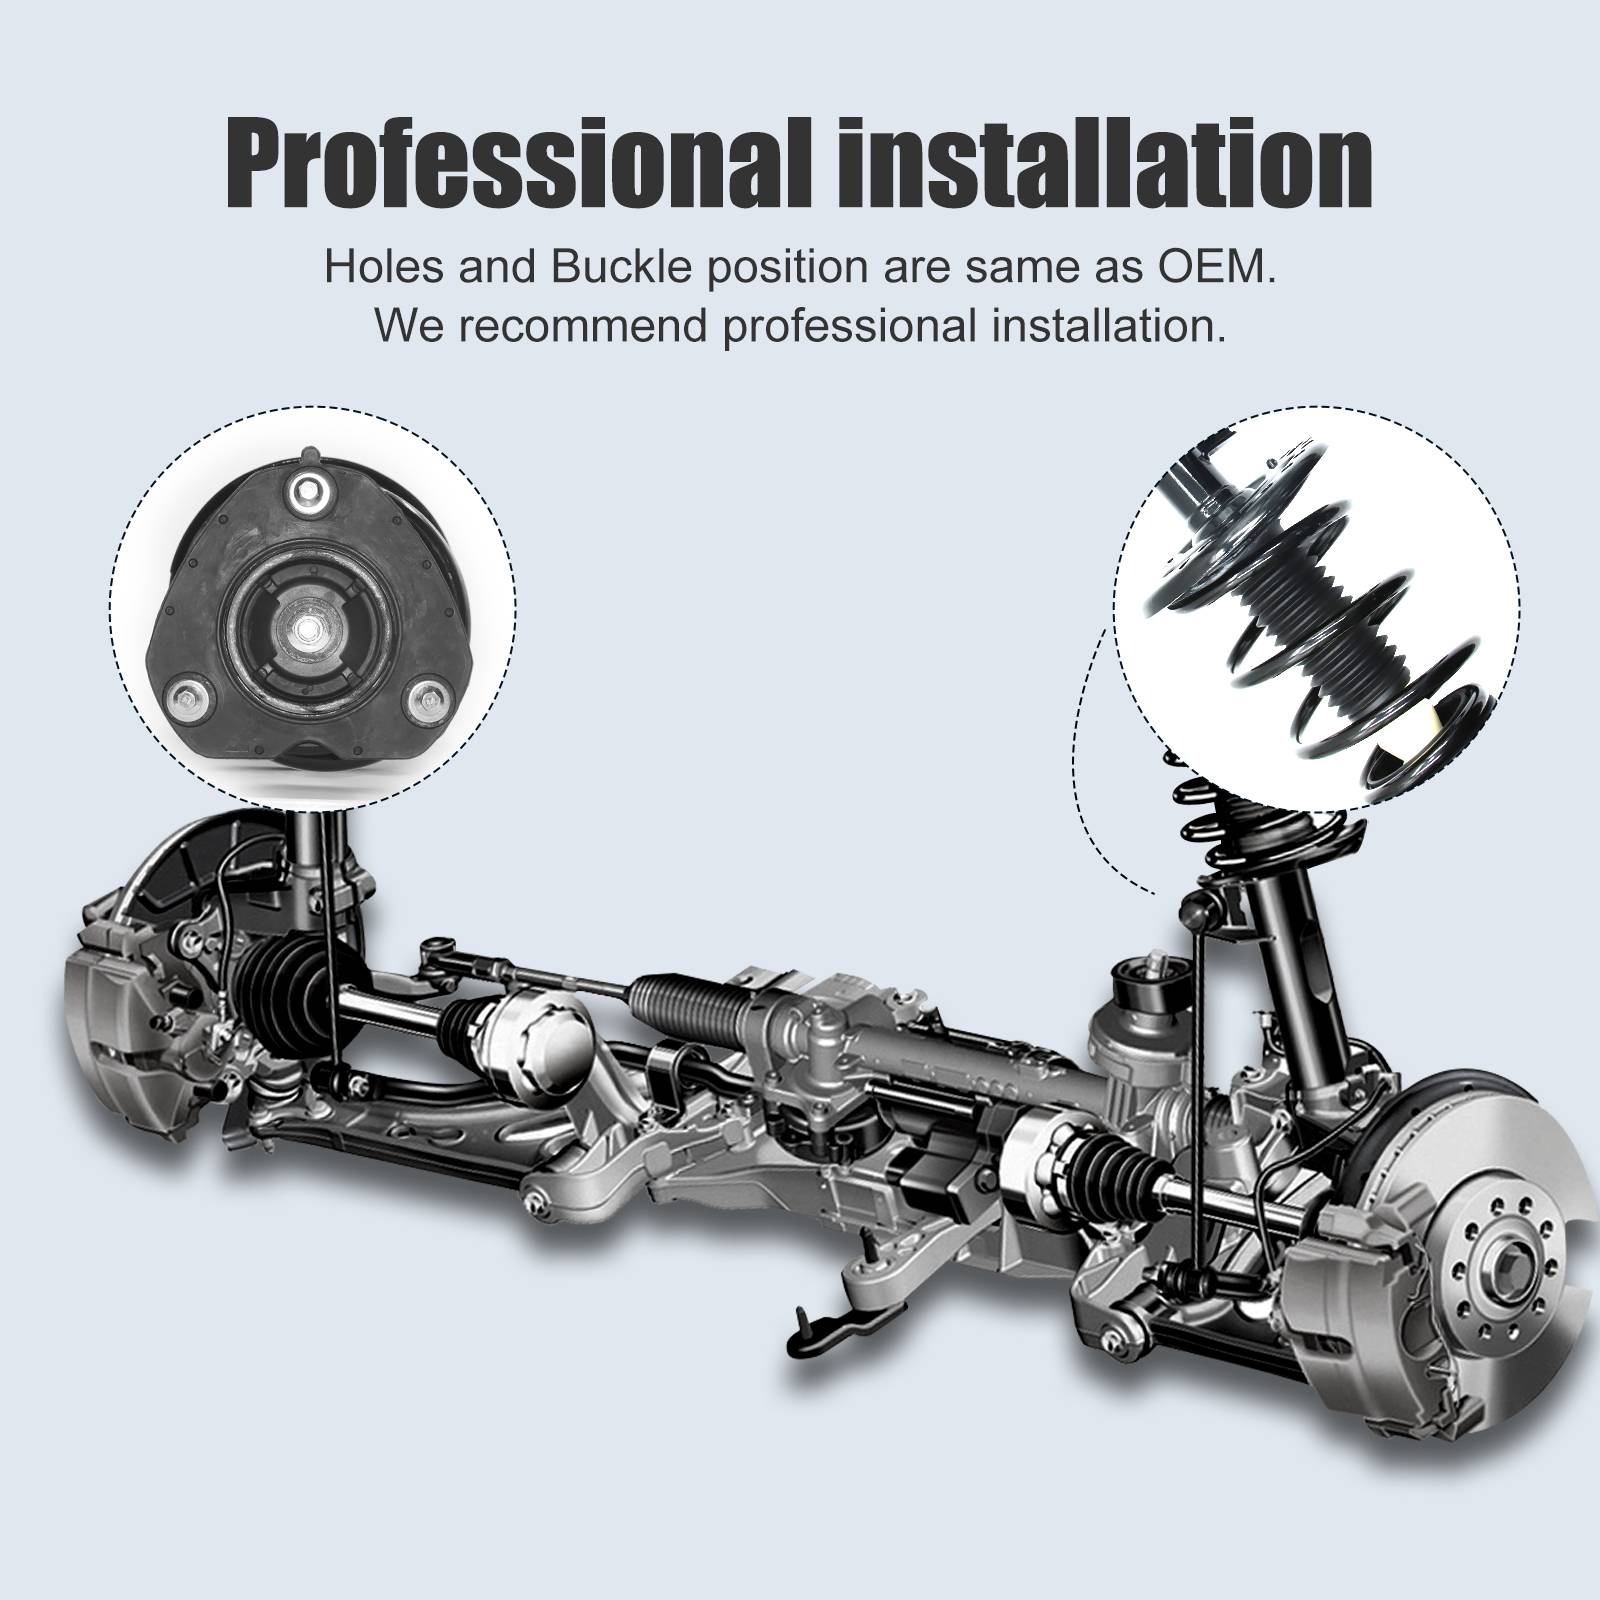 Professional installation
Holes and Buckle position are same as OEM.
We recommend professional installation.